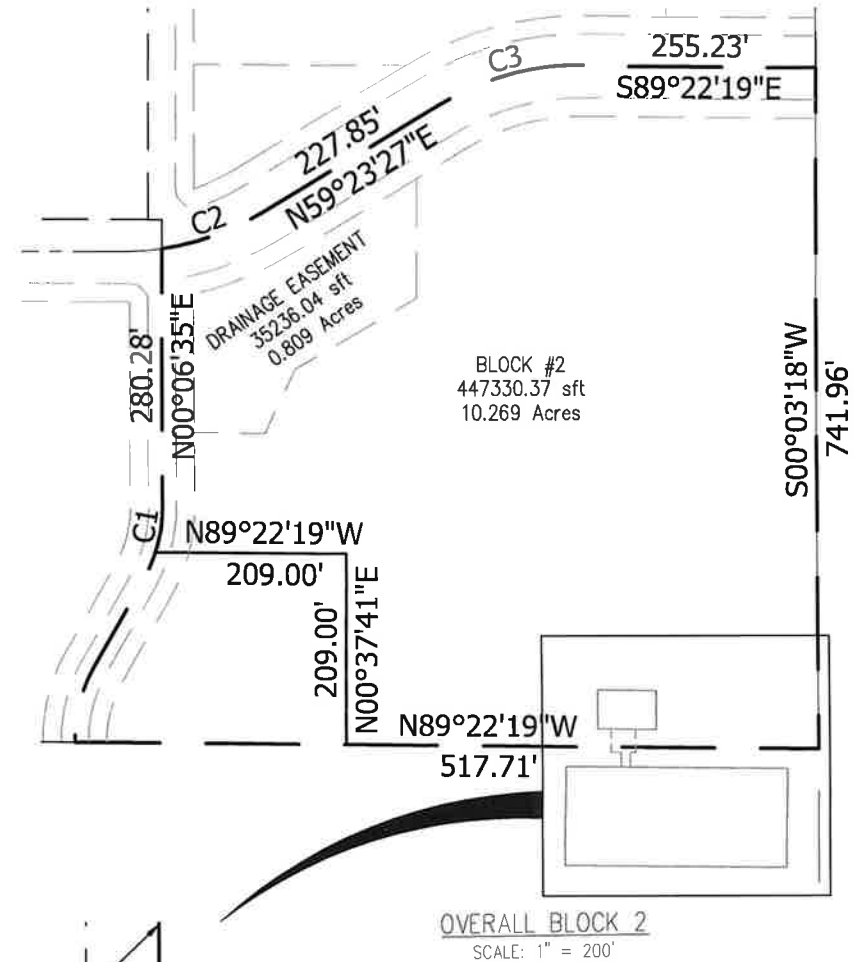 255.23'
C3
S89°22'19"E
227.85'
N59°23'27"E
C2
DRAINAGE EASEMENT
35236.04 sft
0.809 Acres
280.28'
N00°06'35"E
BLOCK #2
447330.37 sft
10.269 Acres
S00°03'18"W
741.96'
C1
N89°22'19"W
209.00'
209.00'
N00°37'41"E
N89°22'19"W
517.71'
OVERALL BLOCK 2
SCALE: 1" = 200'